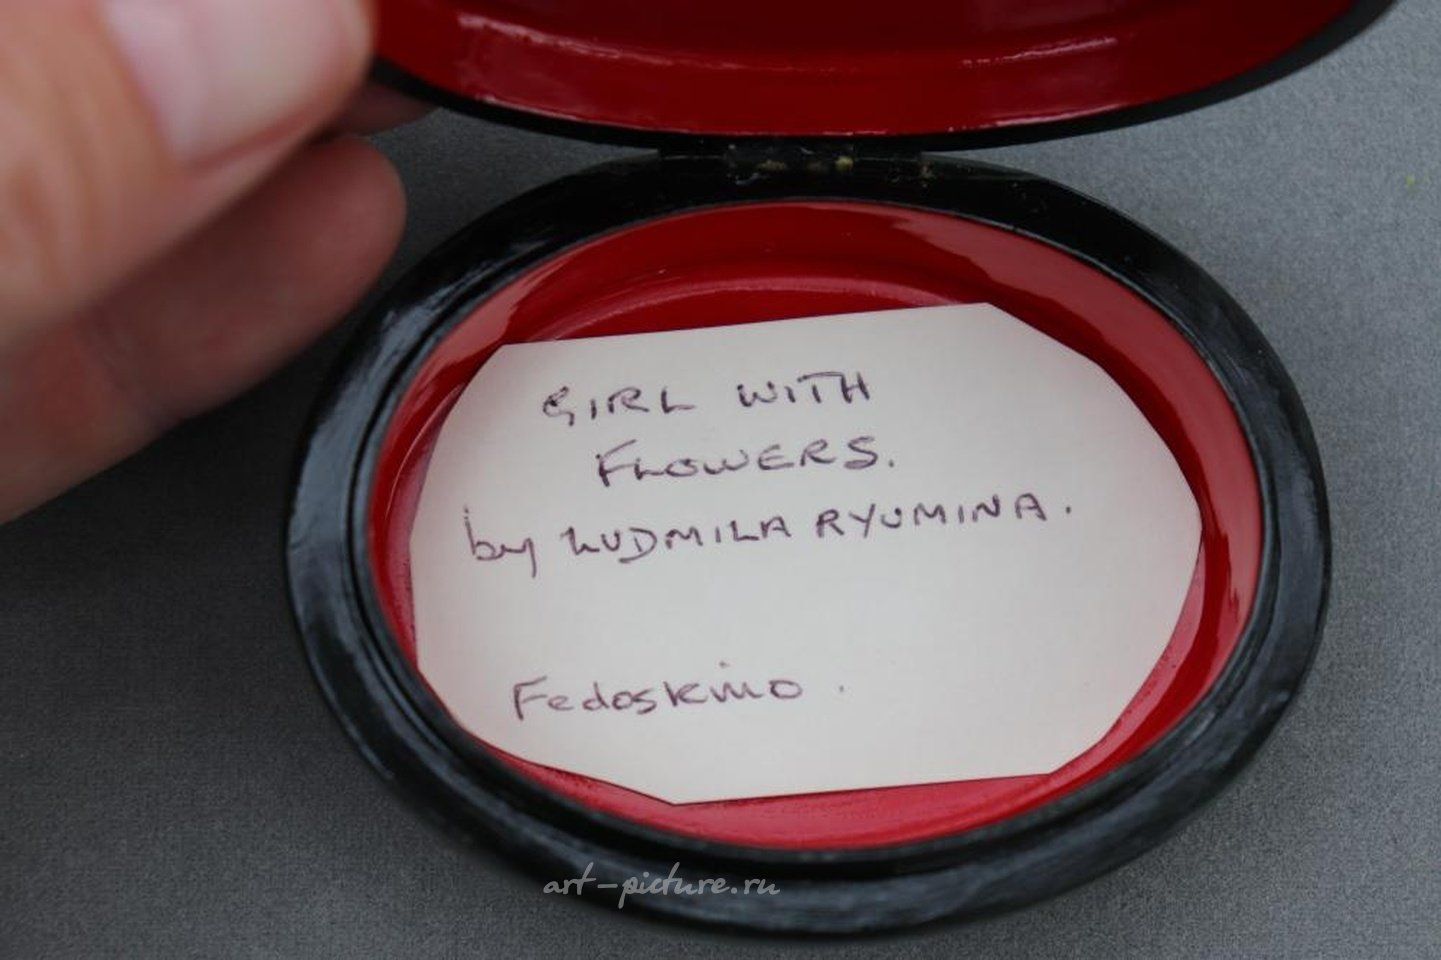 GIRL WITH
FLOWERS.
by LUDMILA RYUMINA.
Fedoskino.
art-picture.ru